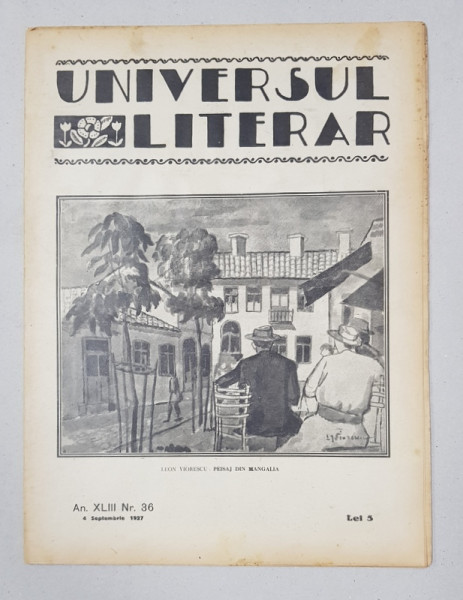 UNIVERSUL
LITERAR
LEON VIORESCU PEISAJ DIN MANGALIA
An. XLIII Nr. 36
4 Septembrie 1927
Lei 5